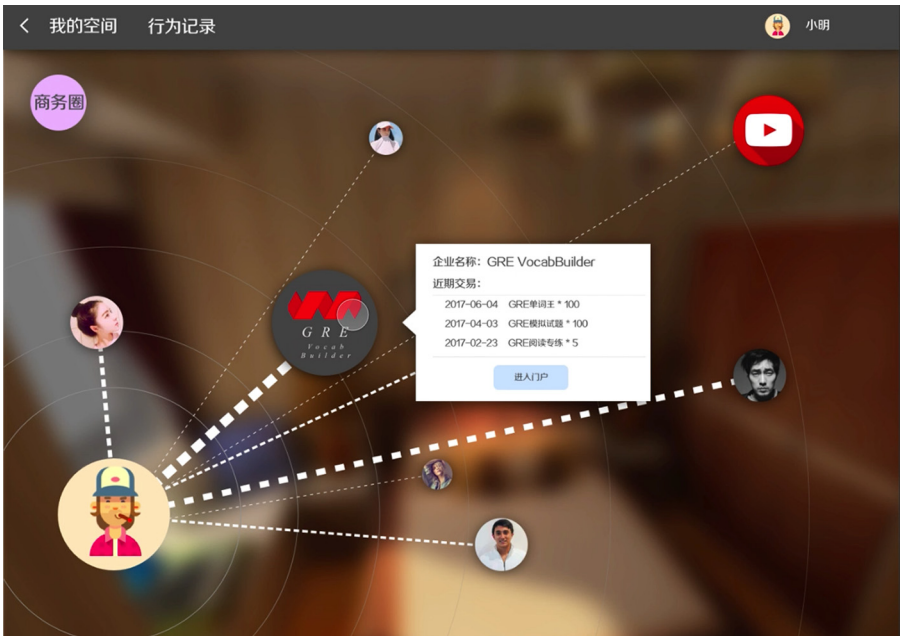 我的空间 行为记录
小明
商务圈
企业名称：GRE VocabBuilder
近期交易：
2017-06-04 GRE单词王 * 100
2017-04-03 GRE模拟试题 * 100
2017-02-23 GRE阅读专练 * 5
进入门户
GRE
Vocab
Builder